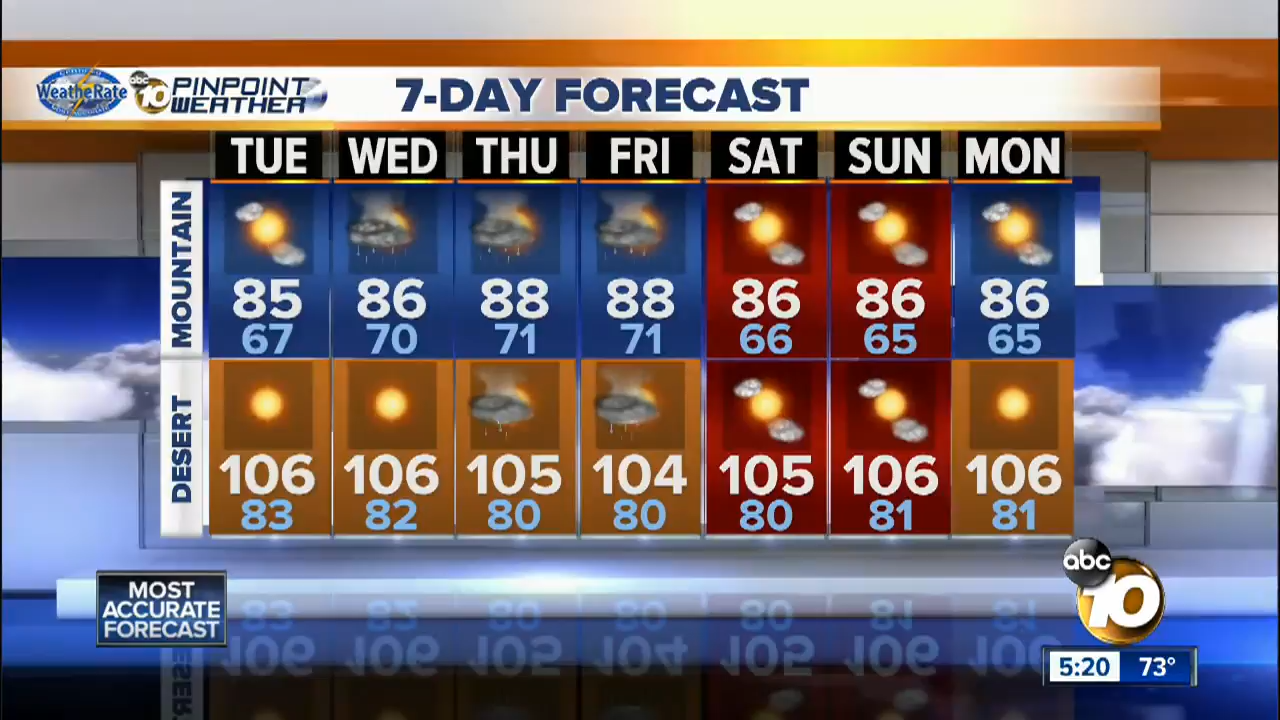 WeatheRate
abc 10 PINPOINT WEATHER
7-DAY FORECAST
TUE WED THU FRI SAT SUN MON
MOUNTAIN
85 86 88 88 86 86 86
67 70 71 71 66 65 65
DESERT
106 106 105 104 105 106 106
83 82 80 80 80 81 81
MOST
ACCURATE
FORECAST
abc
10
5:20 73°